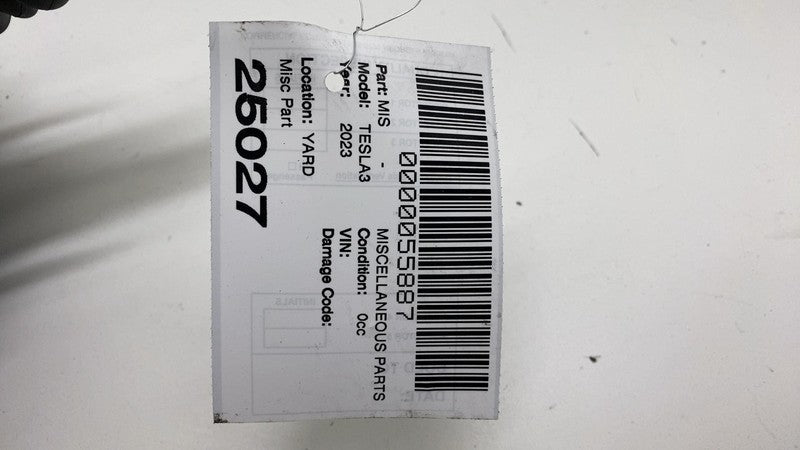 0000055887
Part: MIS - MISCELLANEOUS PARTS
Model: TESLA3 Condition: 0cc
Year: 2023 VIN:
Damage Code:
Location: YARD
Misc Part
25027